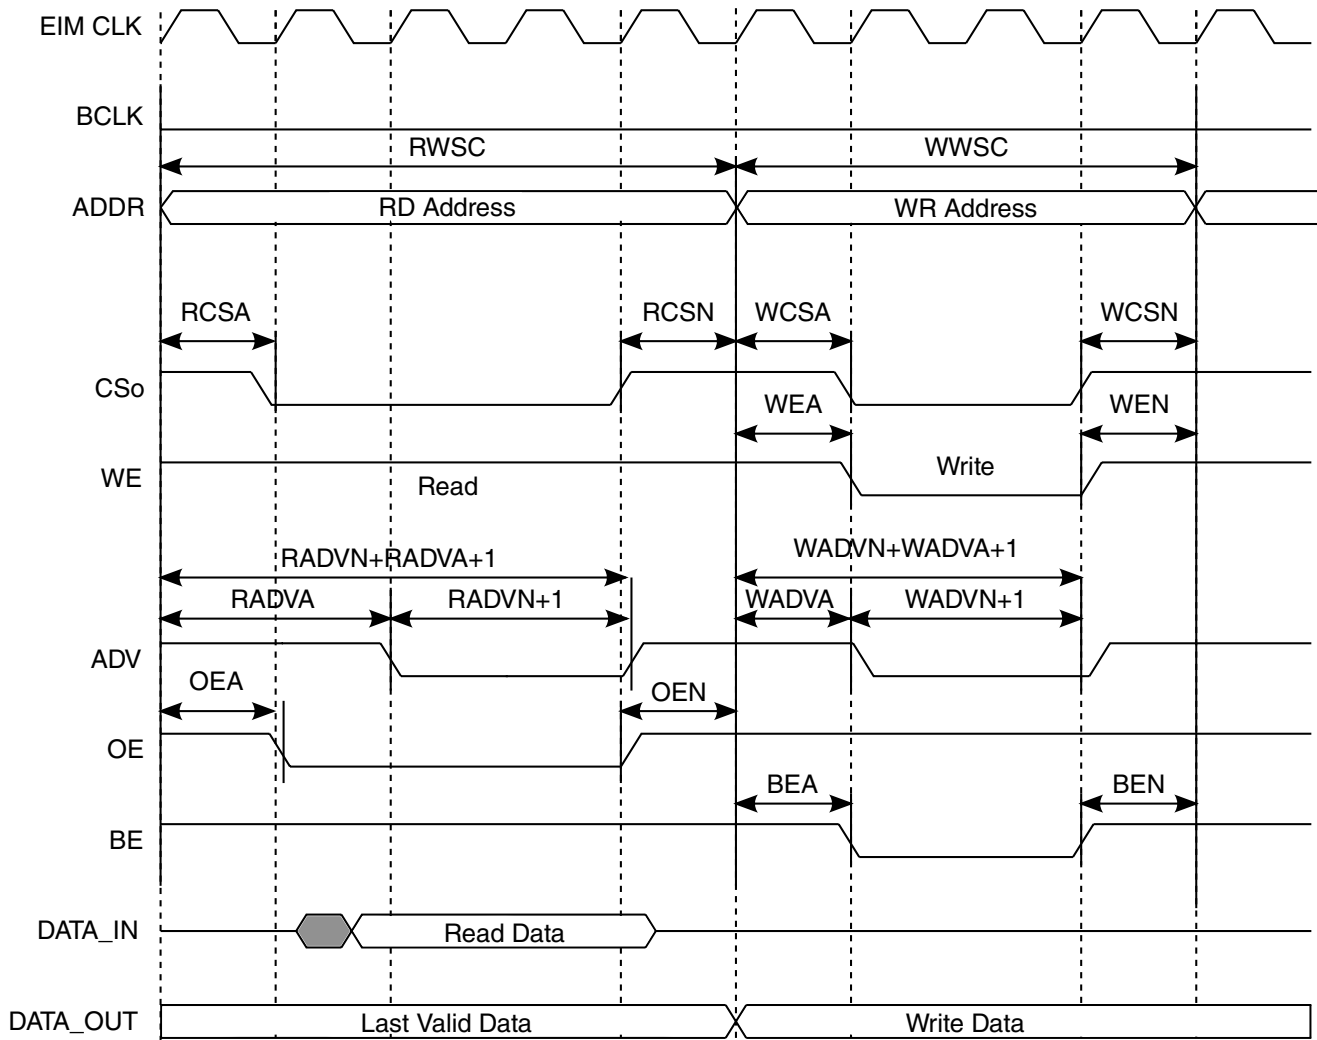 EIM CLK
BCLK
RWSC WWSC
ADDR RD Address WR Address
RCSA RCSN WCSA WCSN
CSo
WEA WEN
WE Read Write
RADVN+RADVA+1 WADVN+WADVA+1
RADVA RADVN+1 WADVA WADVN+1
ADV
OEA OEN
OE
BEA BEN
BE
DATA_IN Read Data
DATA_OUT Last Valid Data Write Data